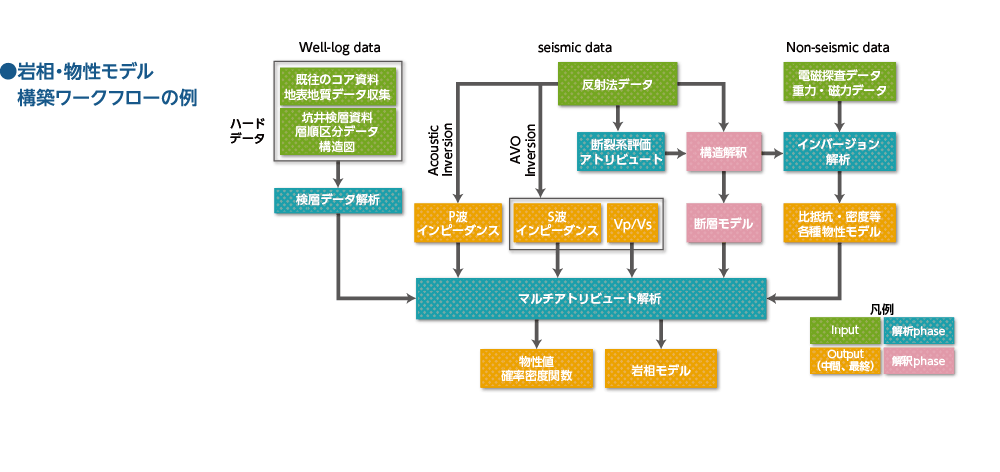 ●岩相・物性モデル
構築ワークフローの例
Well-log data
seismic data
Non-seismic data
ハード
データ
既往のコア資料
地表地質データ収集
坑井検層資料
層順区分データ
構造図
検層データ解析
Acoustic
Inversion
AVO
Inversion
反射法データ
断裂系評価
アトリビュート
構造解釈
電磁探査データ
重力・磁力データ
インバージョン
解析
P波
インピーダンス
S波
インピーダンス
Vp/Vs
断層モデル
比抵抗・密度等
各種物性モデル
マルチアトリビュート解析
物性値
確率密度関数
岩相モデル
凡例
Input
解析phase
Output
（中間、最終）
解釈phase